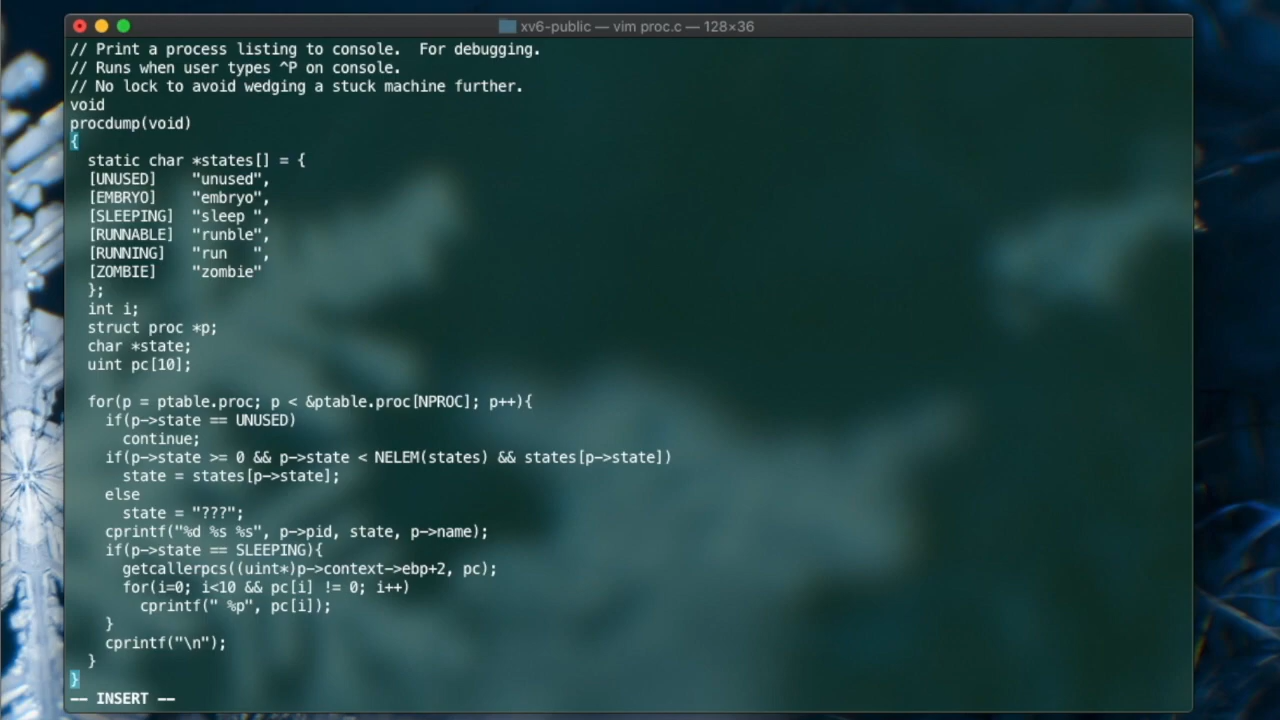 xv6-public — vim proc.c — 128×36
// Print a process listing to console.  For debugging.
// Runs when user types ^P on console.
// No lock to avoid wedging a stuck machine further.
void
procdump(void)
{
  static char *states[] = {
  [UNUSED]    "unused",
  [EMBRYO]    "embryo",
  [SLEEPING]  "sleep ",
  [RUNNABLE]  "runble",
  [RUNNING]   "run   ",
  [ZOMBIE]    "zombie"
  };
  int i;
  struct proc *p;
  char *state;
  uint pc[10];

  for(p = ptable.proc; p < &ptable.proc[NPROC]; p++){
    if(p->state == UNUSED)
      continue;
    if(p->state >= 0 && p->state < NELEM(states) && states[p->state])
      state = states[p->state];
    else
      state = "???";
    cprintf("%d %s %s", p->pid, state, p->name);
    if(p->state == SLEEPING){
      getcallerpcs((uint*)p->context->ebp+2, pc);
      for(i=0; i<10 && pc[i] != 0; i++)
        cprintf(" %p", pc[i]);
    }
    cprintf("\n");
  }
}
-- INSERT --